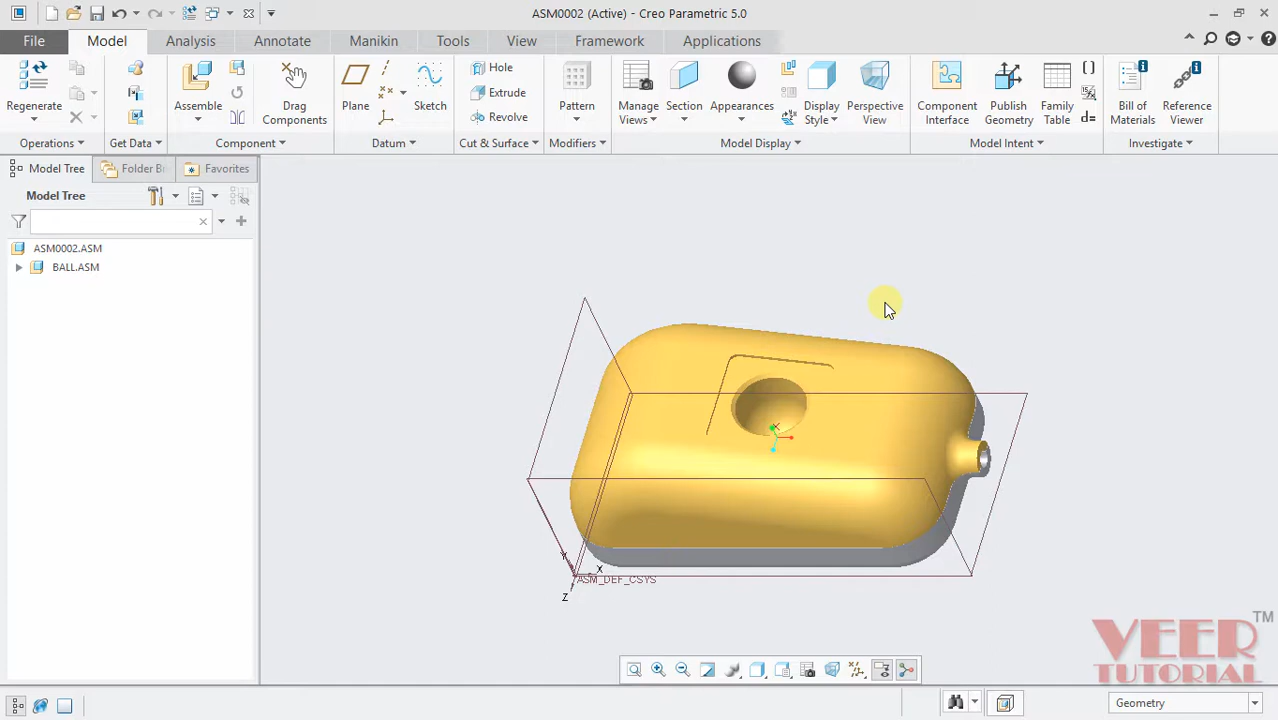 ASM0002 (Active) - Creo Parametric 5.0
File Model Analysis Annotate Manikin Tools View Framework Applications
Regenerate
Assemble
Drag Components
Plane
Sketch
Hole
Extrude
Revolve
Pattern
Manage Views
Section
Appearances
Display Style
Perspective View
Component Interface
Publish Geometry
Family Table
Bill of Materials
Reference Viewer
Operations Get Data Component Datum Cut & Surface Modifiers Model Display Model Intent Investigate
Model Tree Folder Br Favorites
Model Tree
ASM0002.ASM
BALL.ASM
Y
X
ASM_DEF_CSYS
Z
VEER TM
TUTORIAL
Geometry